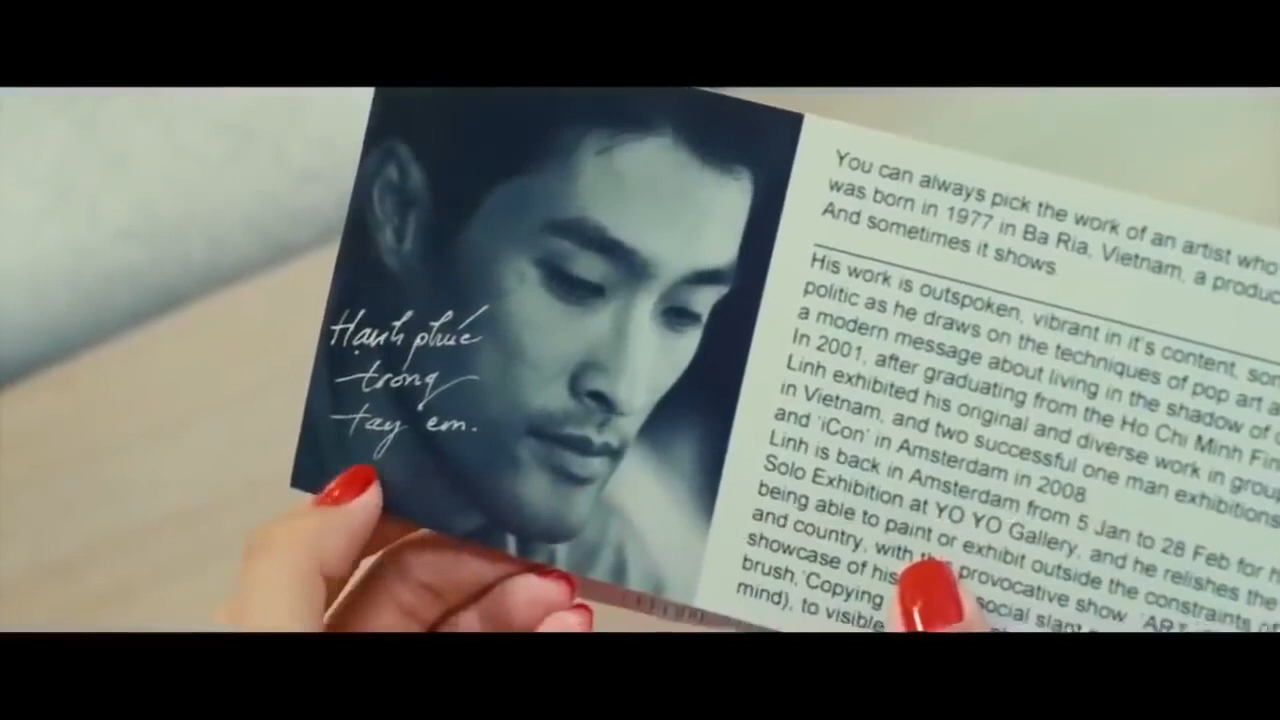 Hạnh phúc
trong
tay em.
You can always pick the work of an artist who
was born in 1977 in Ba Ria, Vietnam, a produc
And sometimes it shows.
His work is outspoken, vibrant in it's content, som
politic as he draws on the techniques of pop art a
a modern message about living in the shadow of
In 2001, after graduating from the Ho Chi Minh Fin
Linh exhibited his original and diverse work in grou
in Vietnam, and two successful one man exhibitions
and 'iCon' in Amsterdam in 2008
Linh is back in Amsterdam from 5 Jan to 28 Feb for h
Solo Exhibition at YO YO Gallery, and he relishes the
being able to paint or exhibit outside the constraints of
and country, with this provocative show 'ART
showcase of his social slant
brush, 'Copying
mind), to visible